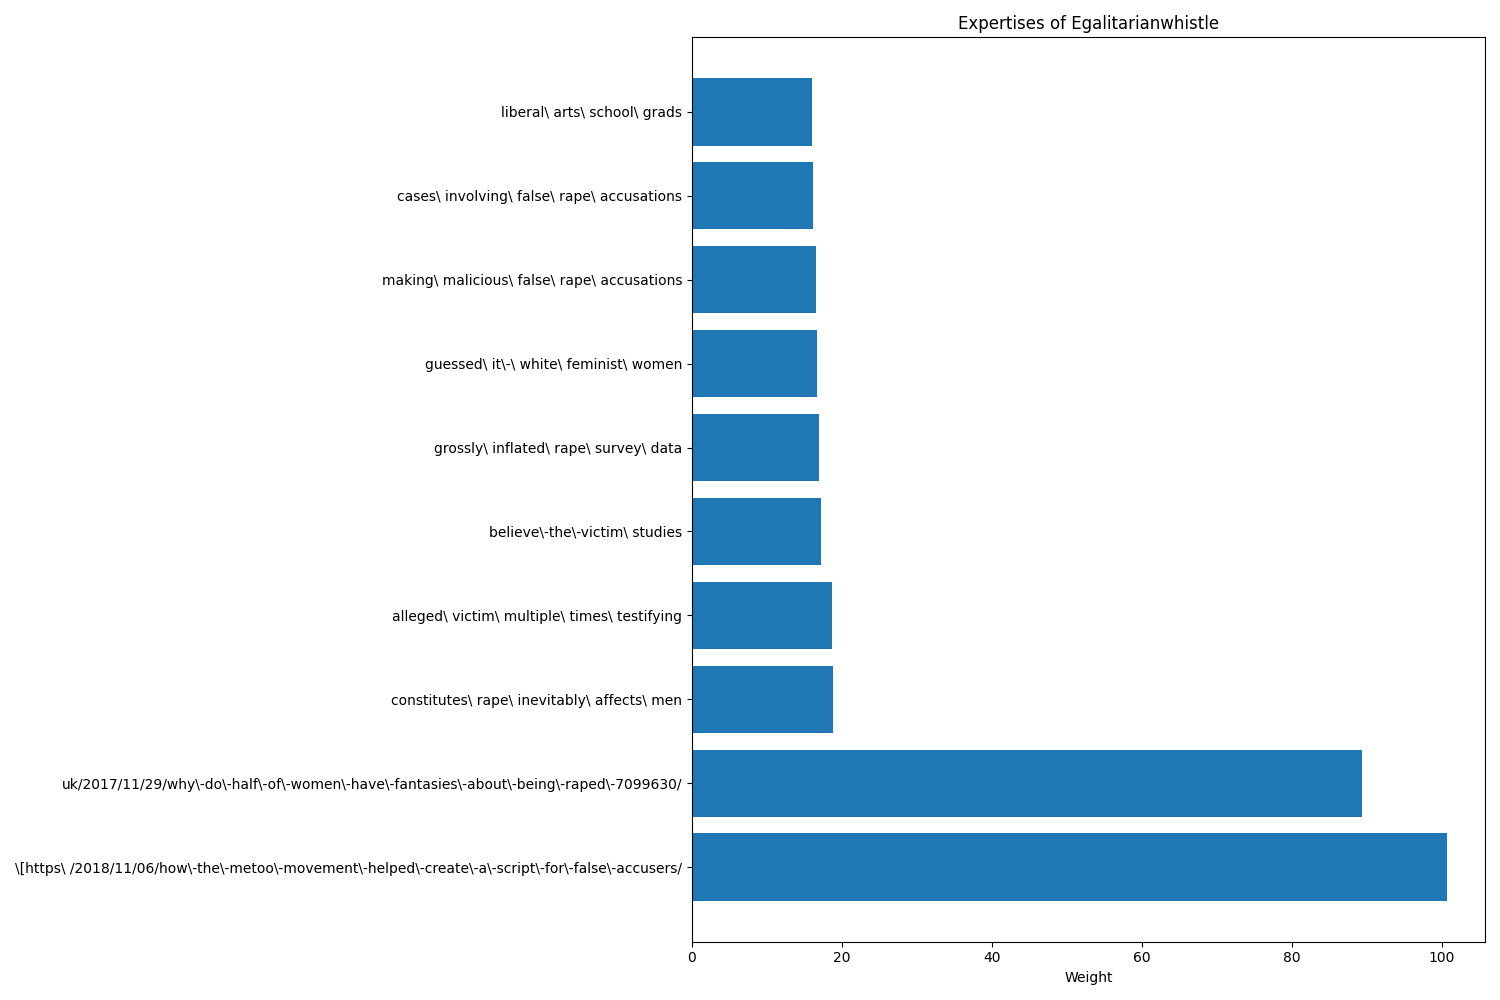 Expertises of Egalitarianwhistle
liberal\ arts\ school\ grads
cases\ involving\ false\ rape\ accusations
making\ malicious\ false\ rape\ accusations
guessed\ it\-\ white\ feminist\ women
grossly\ inflated\ rape\ survey\ data
believe\-the\-victim\ studies
alleged\ victim\ multiple\ times\ testifying
constitutes\ rape\ inevitably\ affects\ men
uk/2017/11/29/why\-do\-half\-of\-women\-have\-fantasies\-about\-being\-raped\-7099630/
\[https\ /2018/11/06/how\-the\-metoo\-movement\-helped\-create\-a\-script\-for\-false\-accusers/
0 20 40 60 80 100
Weight